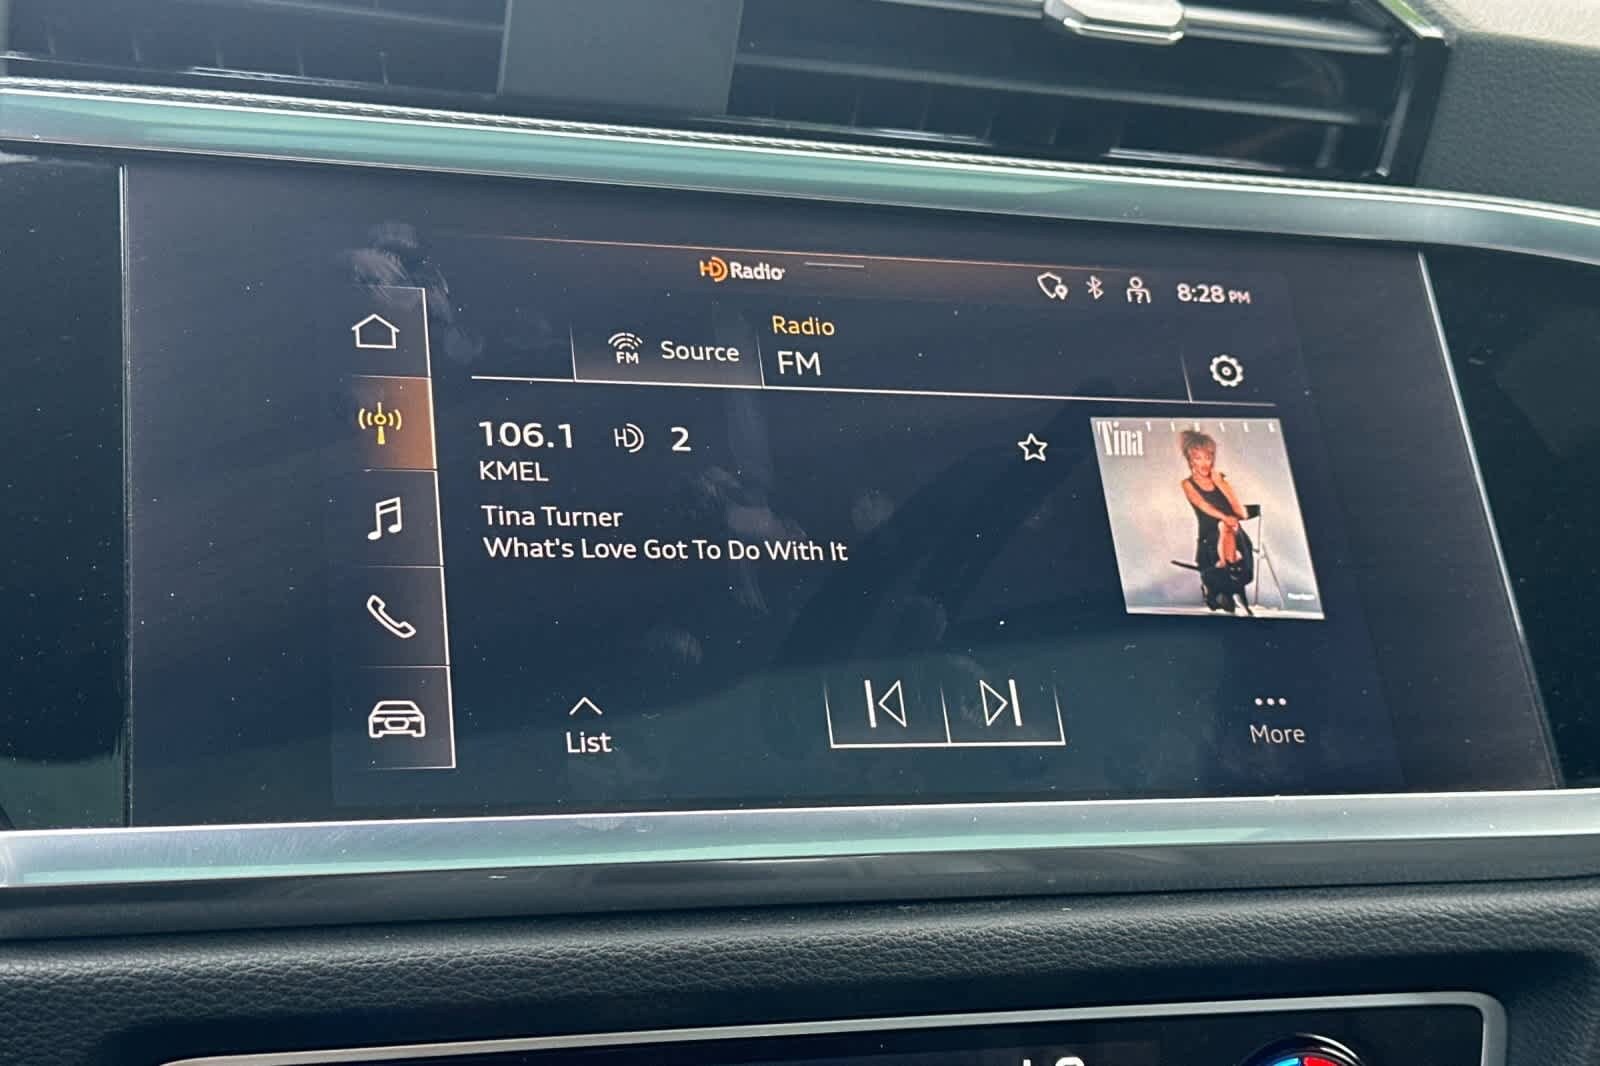 HD Radio
8:28 PM
FM
Source
Radio
FM
106.1 HD 2
KMEL
Tina Turner
What's Love Got To Do With It
Tina TURNER
List
More